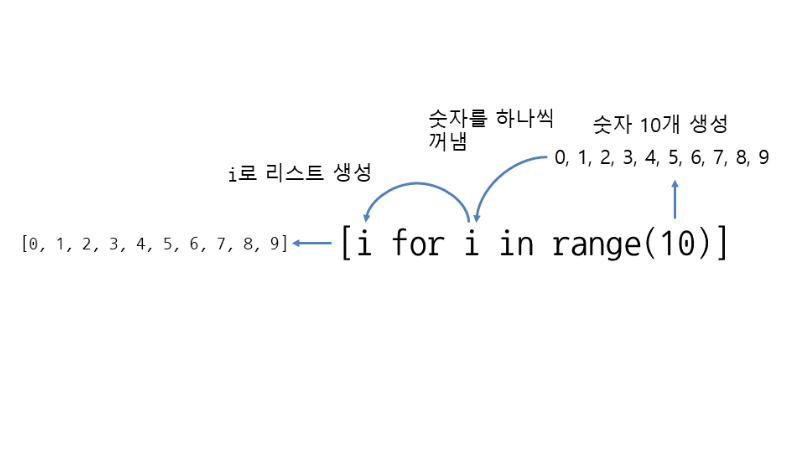 숫자를 하나씩
꺼냄
숫자 10개 생성
0, 1, 2, 3, 4, 5, 6, 7, 8, 9
i로 리스트 생성
[0, 1, 2, 3, 4, 5, 6, 7, 8, 9]
[i for i in range(10)]